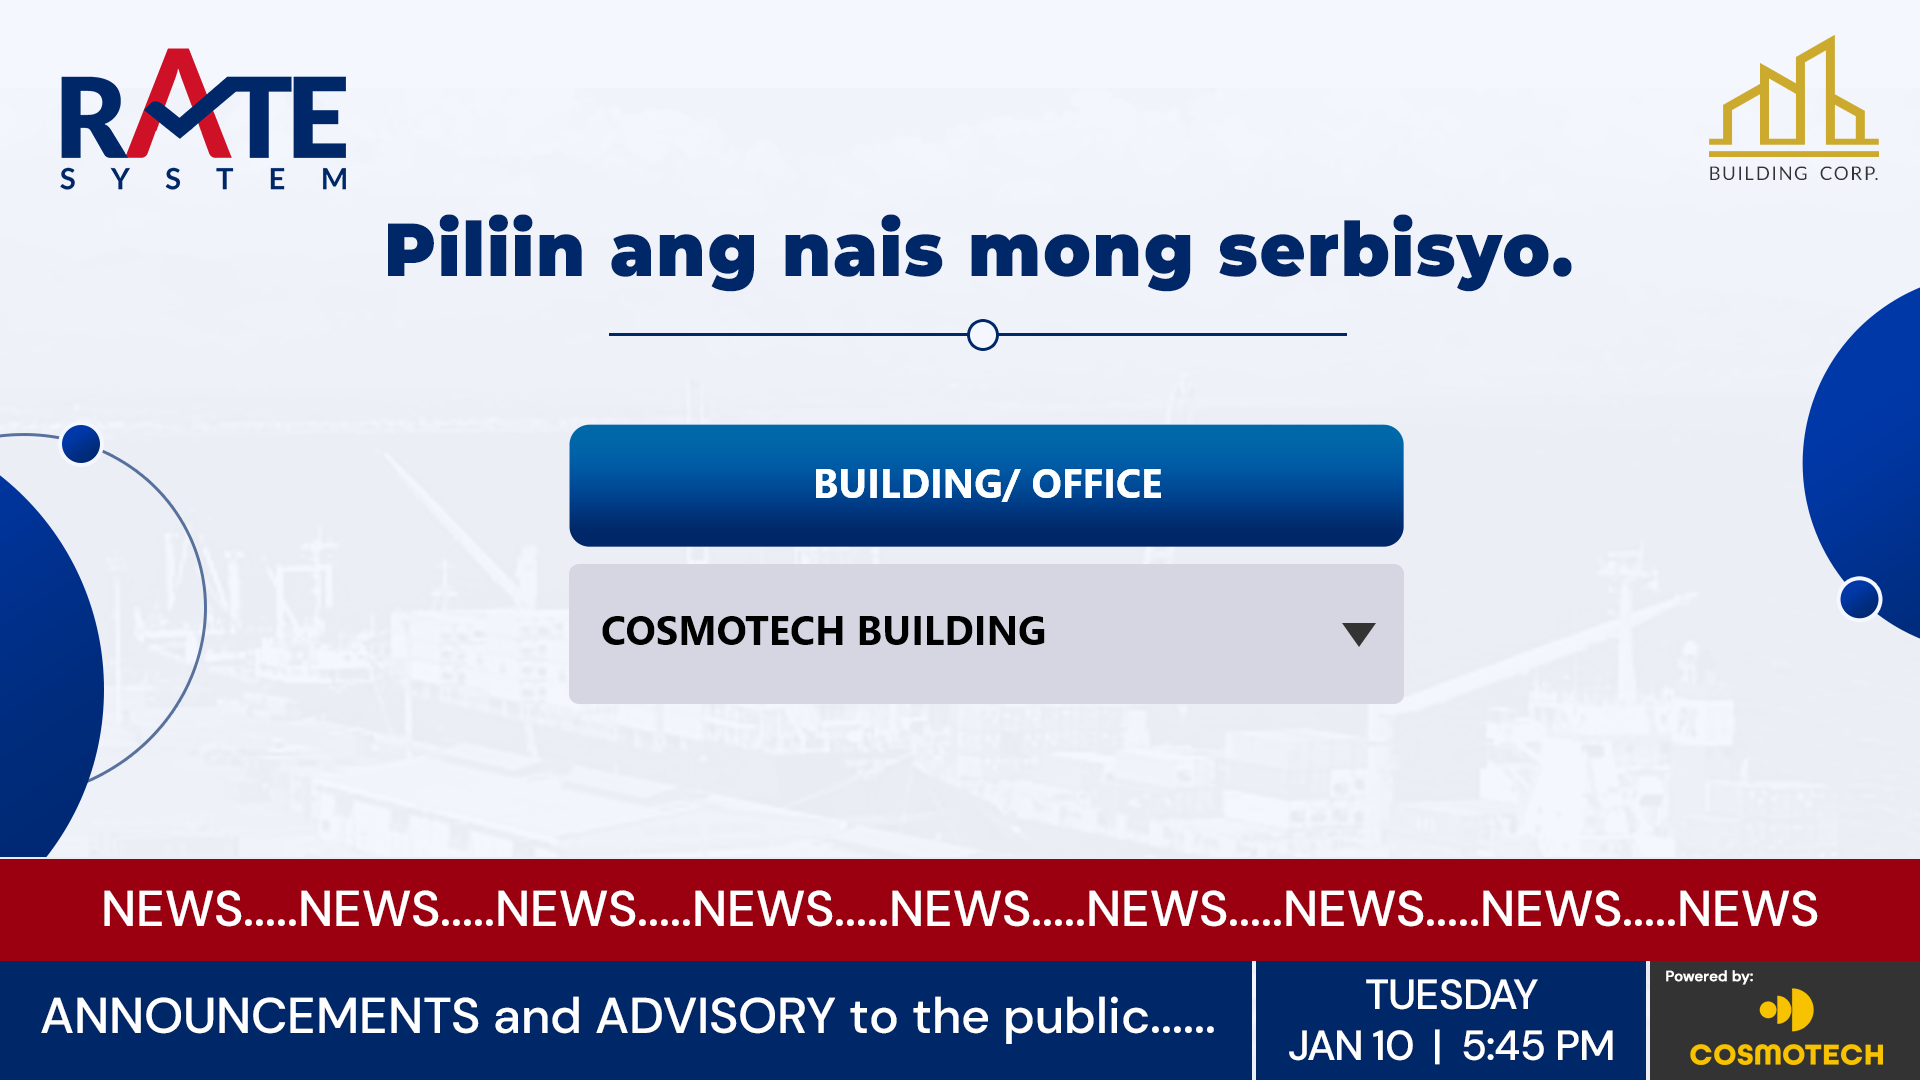 RATE
SYSTEM
BUILDING CORP.
Piliin ang nais mong serbisyo.
BUILDING/ OFFICE
COSMOTECH BUILDING
NEWS.....NEWS.....NEWS.....NEWS.....NEWS.....NEWS.....NEWS.....NEWS.....NEWS
ANNOUNCEMENTS and ADVISORY to the public......
TUESDAY
JAN 10 | 5:45 PM
Powered by:
COSMOTECH